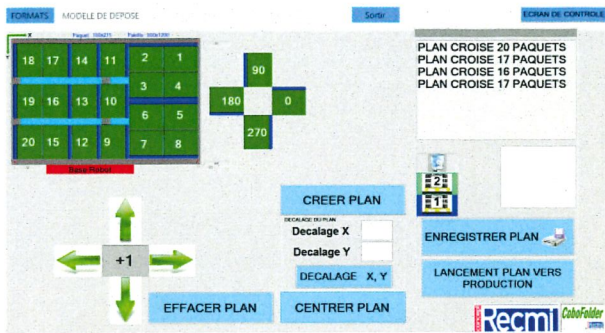 FORMATS MODELE DE DEPOSE Sortir ECRAN DE CONTROLE
X Paquet: Palette:
18 17 14 11 2 1
3 4
19 16 13 10
6 5
20 15 12 9 7 8
Base Robot
90
180 0
270
PLAN CROISE 20 PAQUETS
PLAN CROISE 17 PAQUETS
PLAN CROISE 16 PAQUETS
PLAN CROISE 17 PAQUETS
2
1
CREER PLAN
DECALAGE DU PLAN
Decalage X
Decalage Y
DECALAGE X, Y
+1
EFFACER PLAN
CENTRER PLAN
ENREGISTRER PLAN
LANCEMENT PLAN VERS
PRODUCTION
Recmi CoboFolder